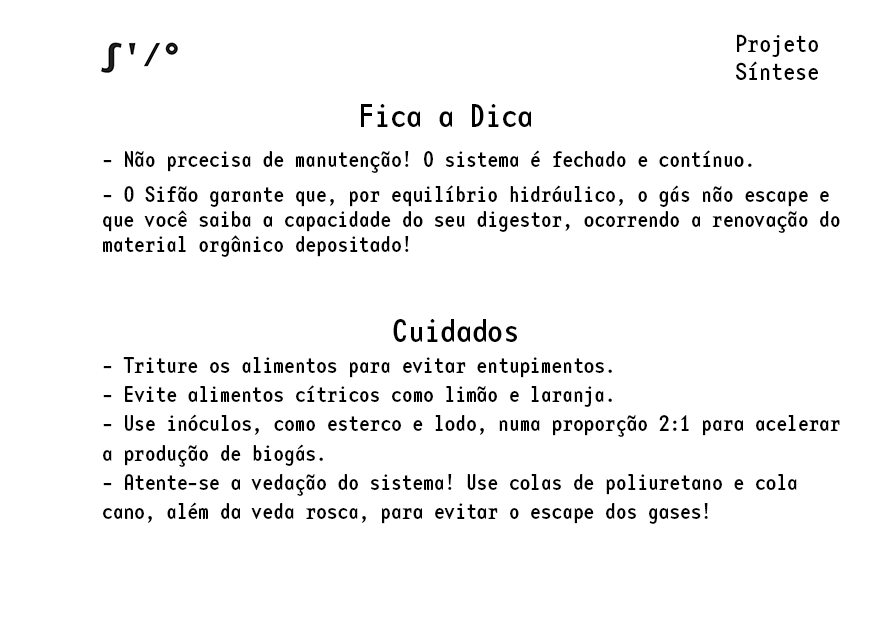 ʃ'/°
Projeto
Síntese
Fica a Dica
- Não prcecisa de manutenção! O sistema é fechado e contínuo.
- O Sifão garante que, por equilíbrio hidráulico, o gás não escape e
que você saiba a capacidade do seu digestor, ocorrendo a renovação do
material orgânico depositado!
Cuidados
- Triture os alimentos para evitar entupimentos.
- Evite alimentos cítricos como limão e laranja.
- Use inóculos, como esterco e lodo, numa proporção 2:1 para acelerar
a produção de biogás.
- Atente-se a vedação do sistema! Use colas de poliuretano e cola
cano, além da veda rosca, para evitar o escape dos gases!